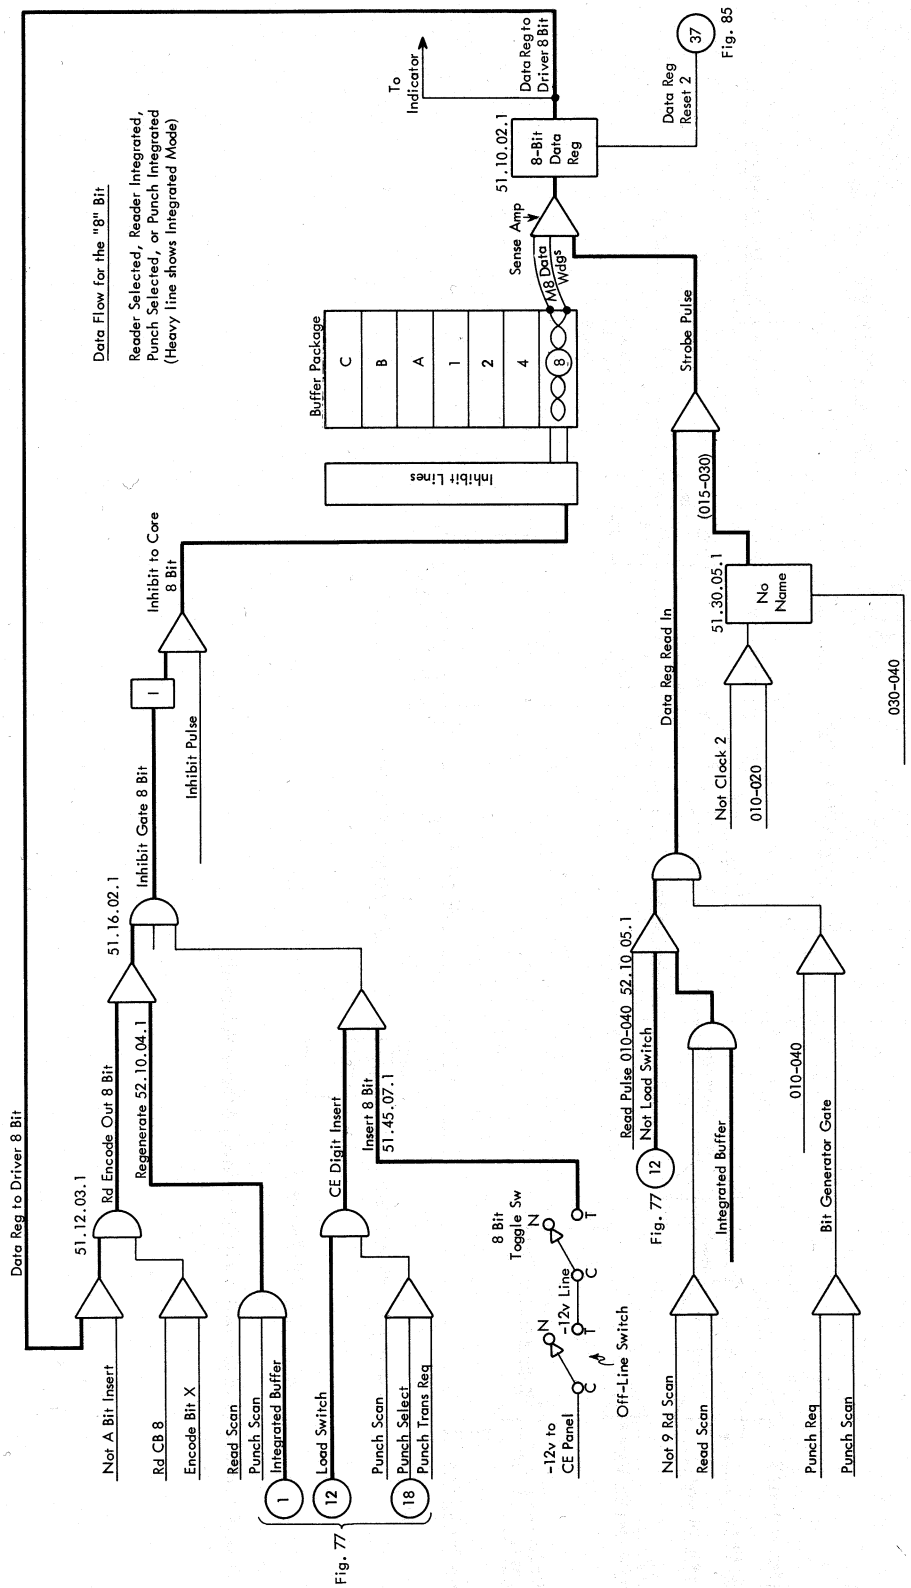 Data Flow for the "8" Bit
Reader Selected, Reader Integrated,
Punch Selected, or Punch Integrated
(Heavy line shows Integrated Mode)
Data Reg to Driver 8 Bit
Not A Bit Insert
51.12.03.1
Rd CB 8
Encode Bit X
Rd Encode Out 8 Bit
Regenerate 52.10.04.1
51.16.02.1
Inhibit Gate 8 Bit
I
Inhibit Pulse
Inhibit to Core
8 Bit
Read Scan
Punch Scan
Integrated Buffer
1
Load Switch
12
Punch Scan
Punch Select
Punch Trans Req
18
Fig. 77
CE Digit Insert
Insert 8 Bit
51.45.07.1
-12v to
CE Panel
C
N
T
Off-Line Switch
-12v Line
C
N
T
8 Bit
Toggle Sw
Inhibit Lines
Buffer Package
C
B
A
1
2
4
8
M8 Data
Wdgs
Sense Amp
51.10.02.1
8-Bit
Data
Reg
To
Indicator
Data Reg to
Driver 8 Bit
Data Reg
Reset 2
37
Fig. 85
Strobe Pulse
Read Pulse 010-040 52.10.05.1
Not Load Switch
12
Fig. 77
Not 9 Rd Scan
Read Scan
Integrated Buffer
Data Reg Read In
(015-030)
51.30.05.1
No
Name
Not Clock 2
010-020
030-040
010-040
Bit Generator Gate
Punch Req
Punch Scan